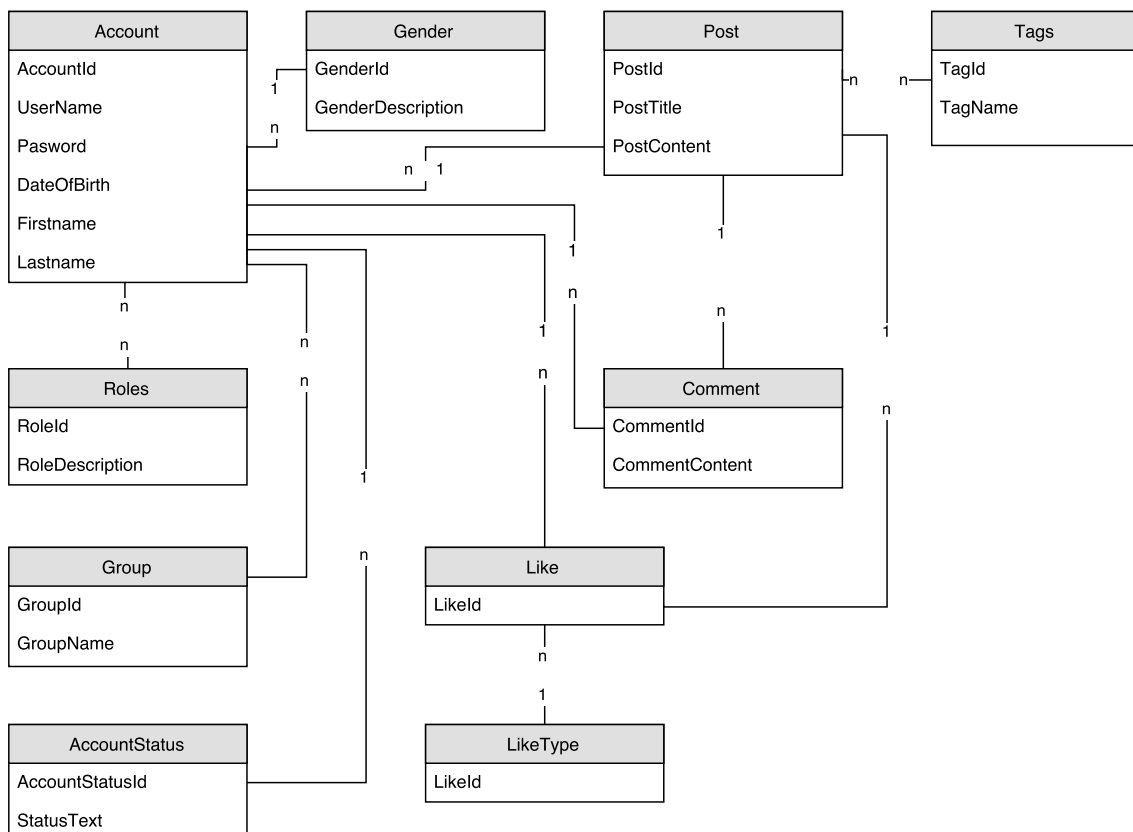 Account
AccountId
UserName
Pasword
DateOfBirth
Firstname
Lastname
Gender
GenderId
GenderDescription
Post
PostId
PostTitle
PostContent
Tags
TagId
TagName
1
n
n 1
n n
1
n
1
n
1
n
1
n
n
n
n
n
1
n
Roles
RoleId
RoleDescription
Comment
CommentId
CommentContent
Group
GroupId
GroupName
Like
LikeId
n
1
AccountStatus
AccountStatusId
StatusText
LikeType
LikeId